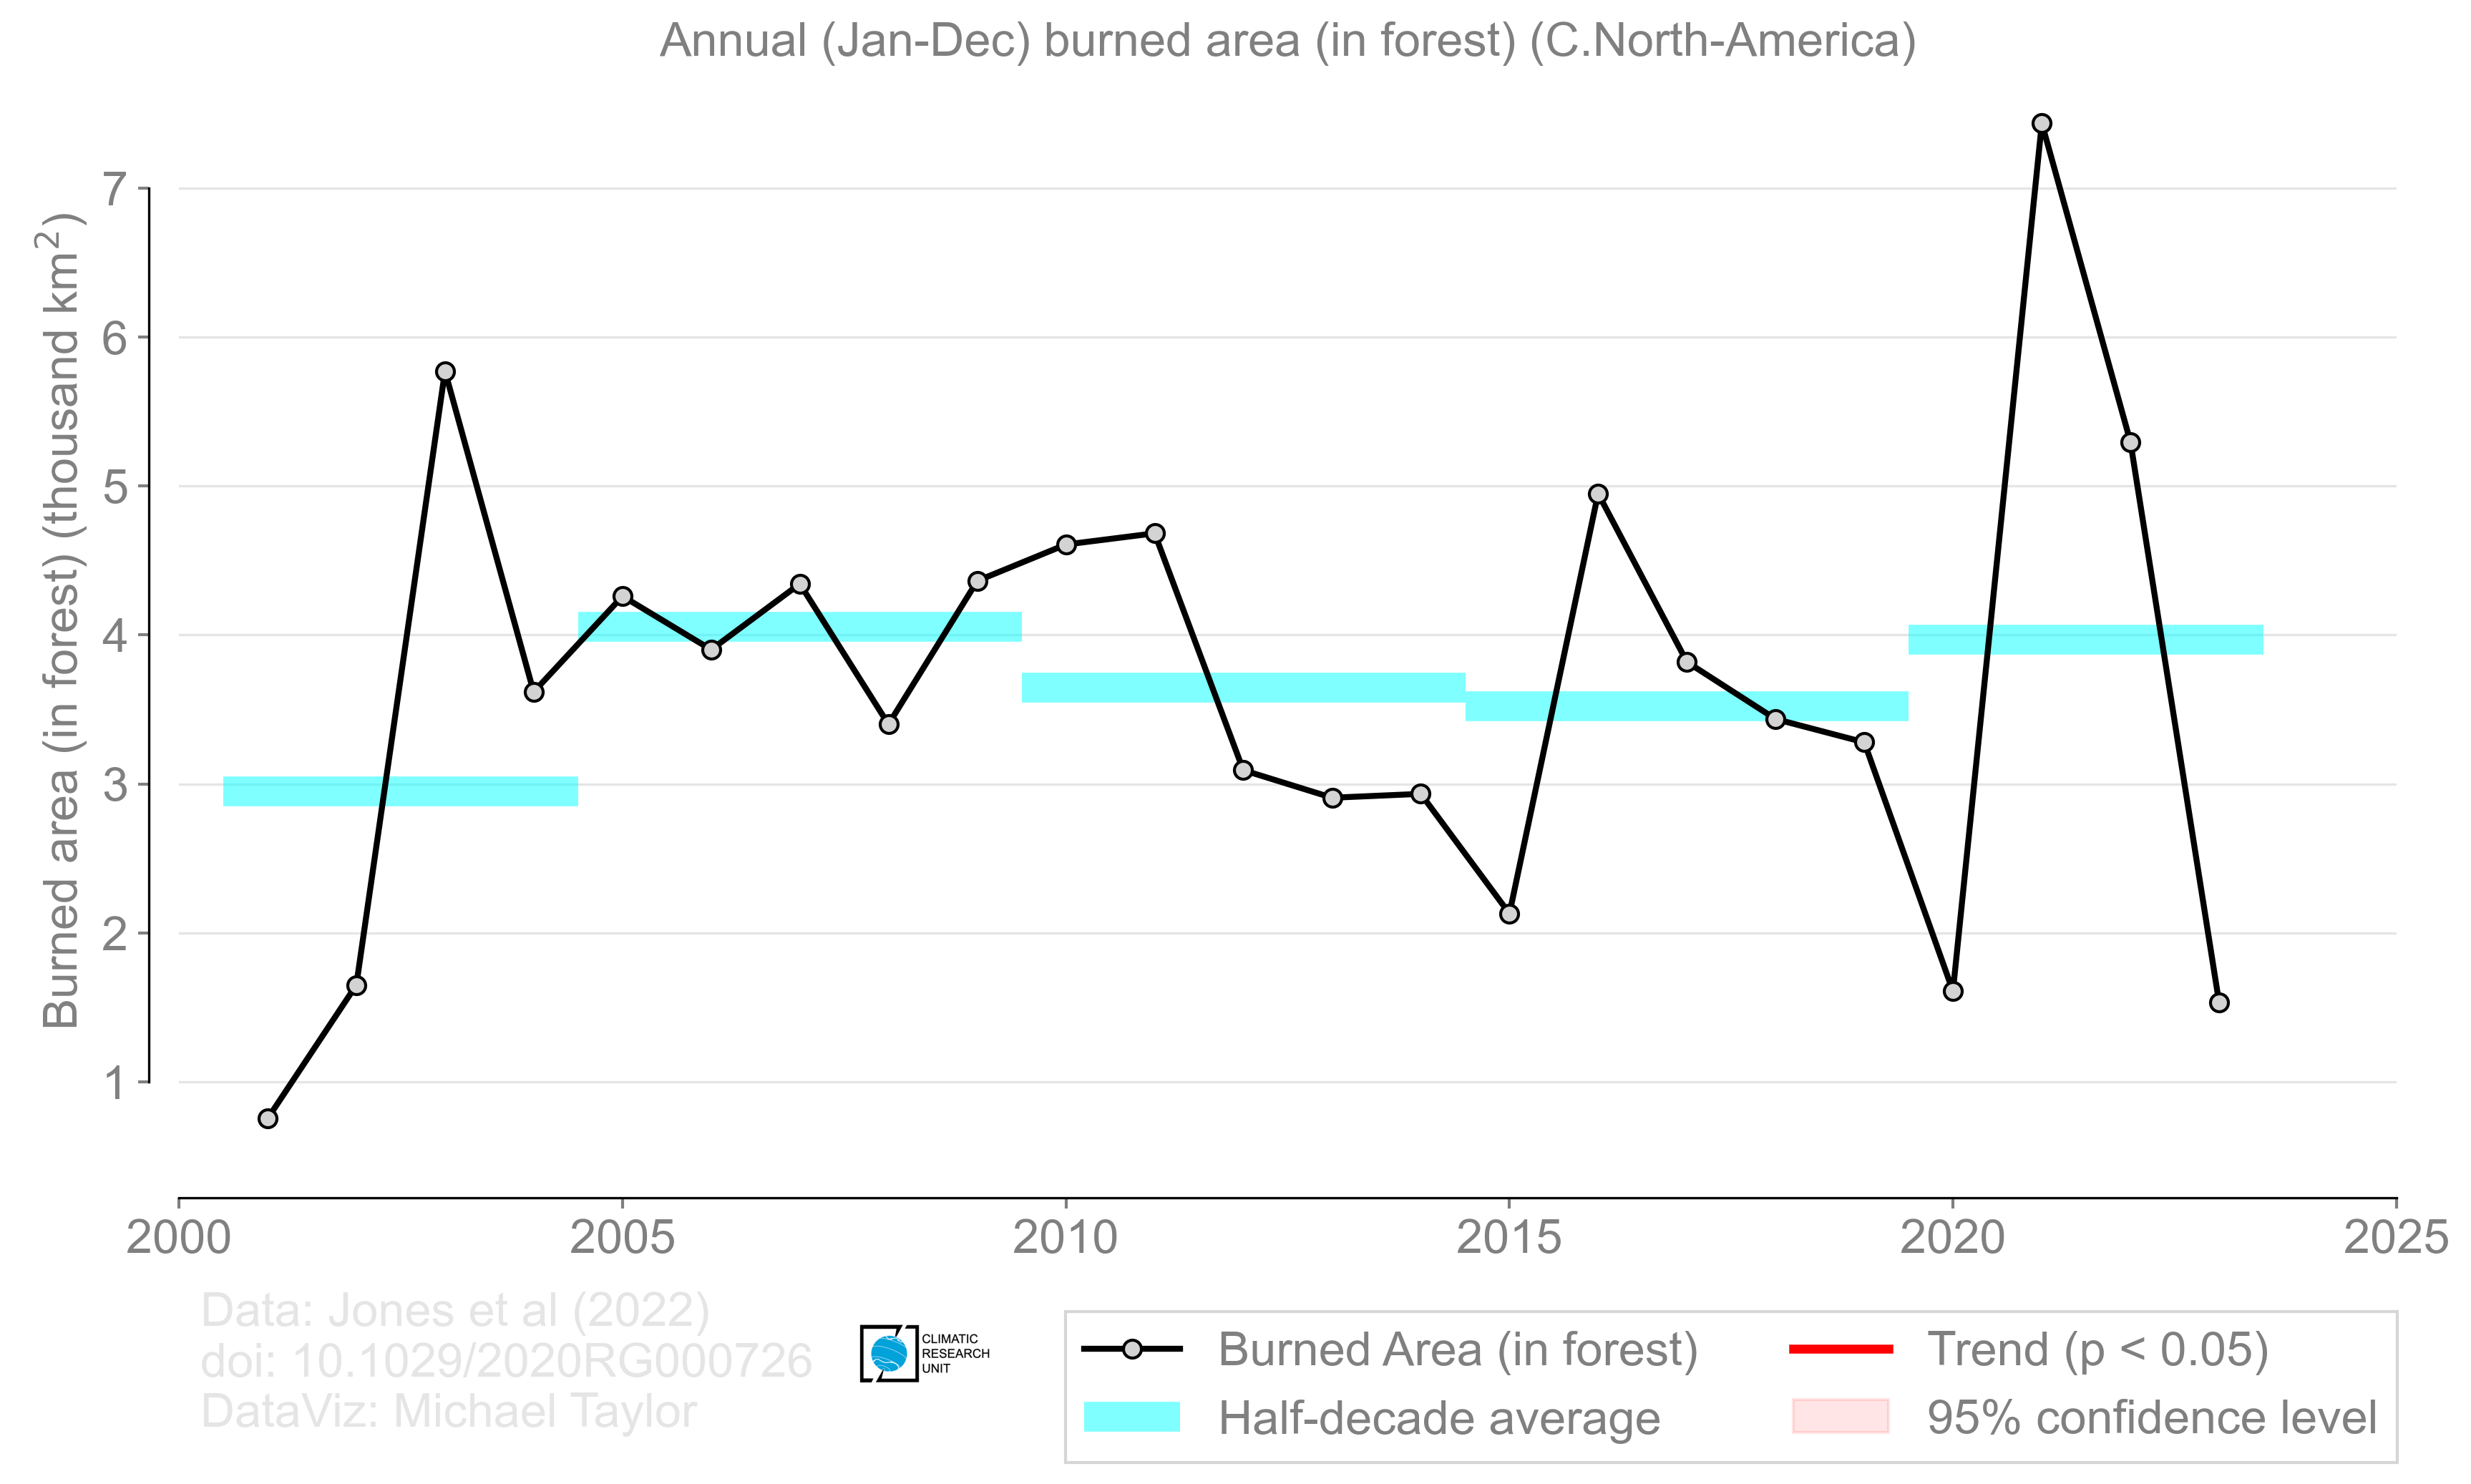 Annual (Jan-Dec) burned area (in forest) (C.North-America)
Burned area (in forest) (thousand km²)
7
6
5
4
3
2
1
2000 2005 2010 2015 2020 2025
Data: Jones et al (2022)
doi: 10.1029/2020RG000726
DataViz: Michael Taylor
CLIMATIC
RESEARCH
UNIT
Burned Area (in forest)
Half-decade average
Trend (p < 0.05)
95% confidence level